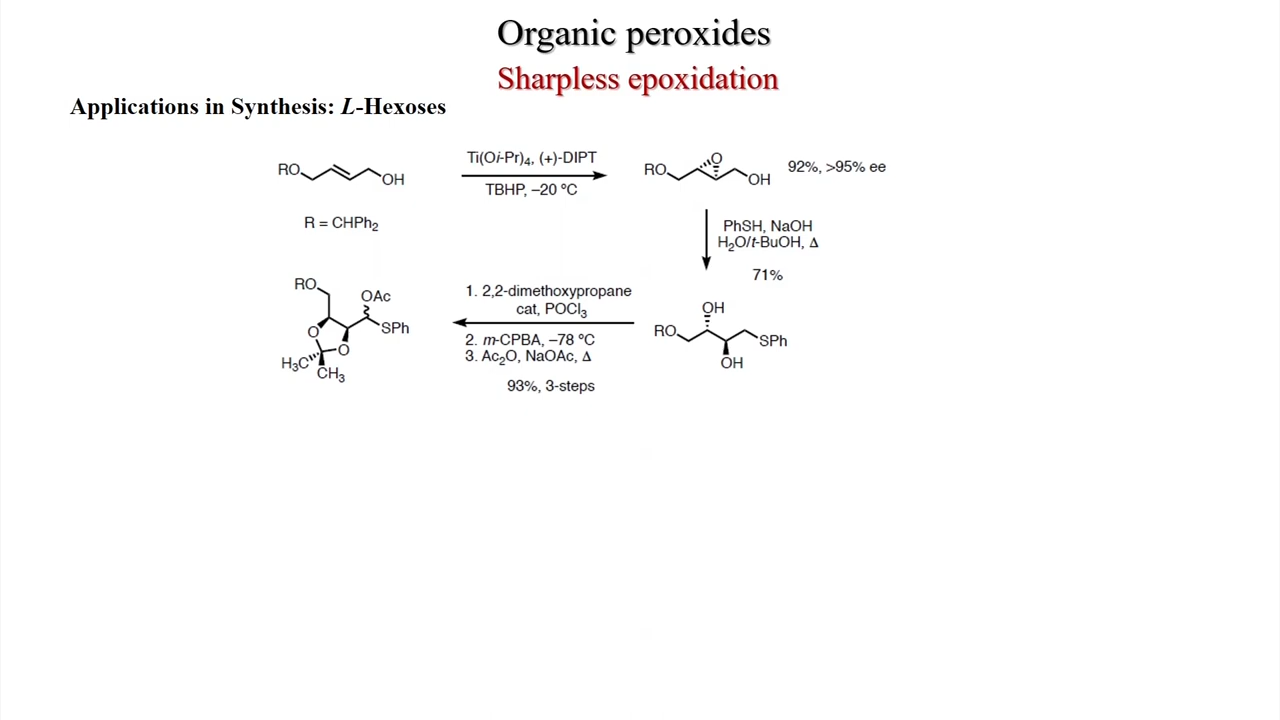 Organic peroxides
Sharpless epoxidation
Applications in Synthesis: L-Hexoses
RO
OH
R = CHPh₂
Ti(Oi-Pr)₄, (+)-DIPT
TBHP, –20 °C
RO
O
OH
92%, >95% ee
PhSH, NaOH
H₂O/t-BuOH, Δ
71%
RO
OH
SPh
OH
1. 2,2-dimethoxypropane
cat, POCl₃
2. m-CPBA, –78 °C
3. Ac₂O, NaOAc, Δ
93%, 3-steps
RO
OAc
SPh
O
O
H₃C
CH₃